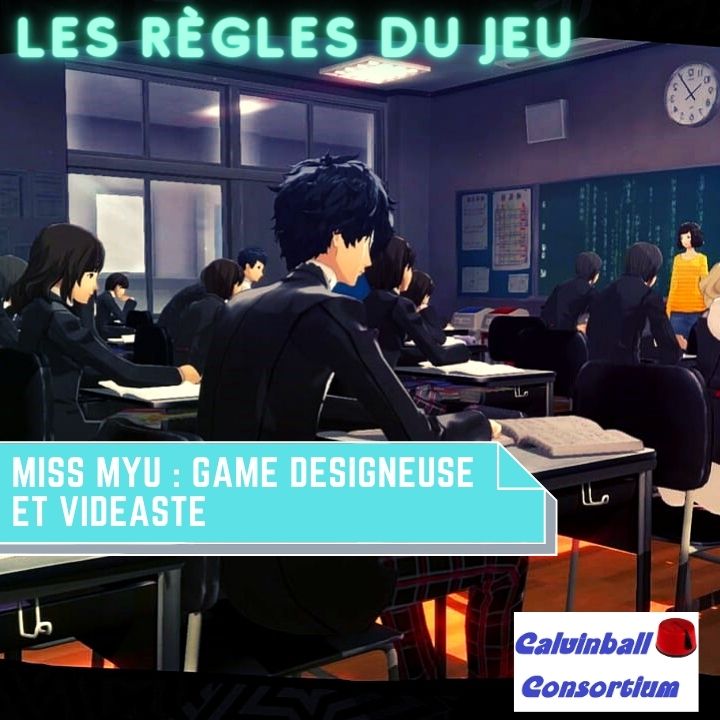 LES RÈGLES DU JEU
MISS MYU : GAME DESIGNEUSE
ET VIDEASTE
Calvinball
Consortium